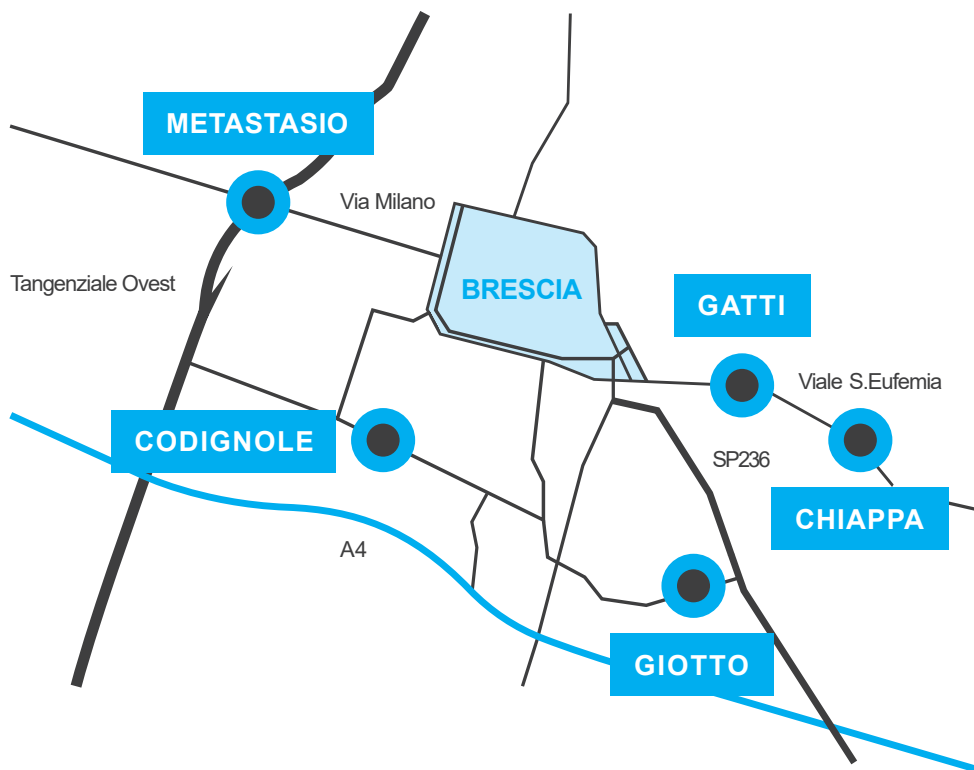 METASTASIO
Via Milano
Tangenziale Ovest
BRESCIA
GATTI
Viale S.Eufemia
CODIGNOLE
SP236
CHIAPPA
A4
GIOTTO